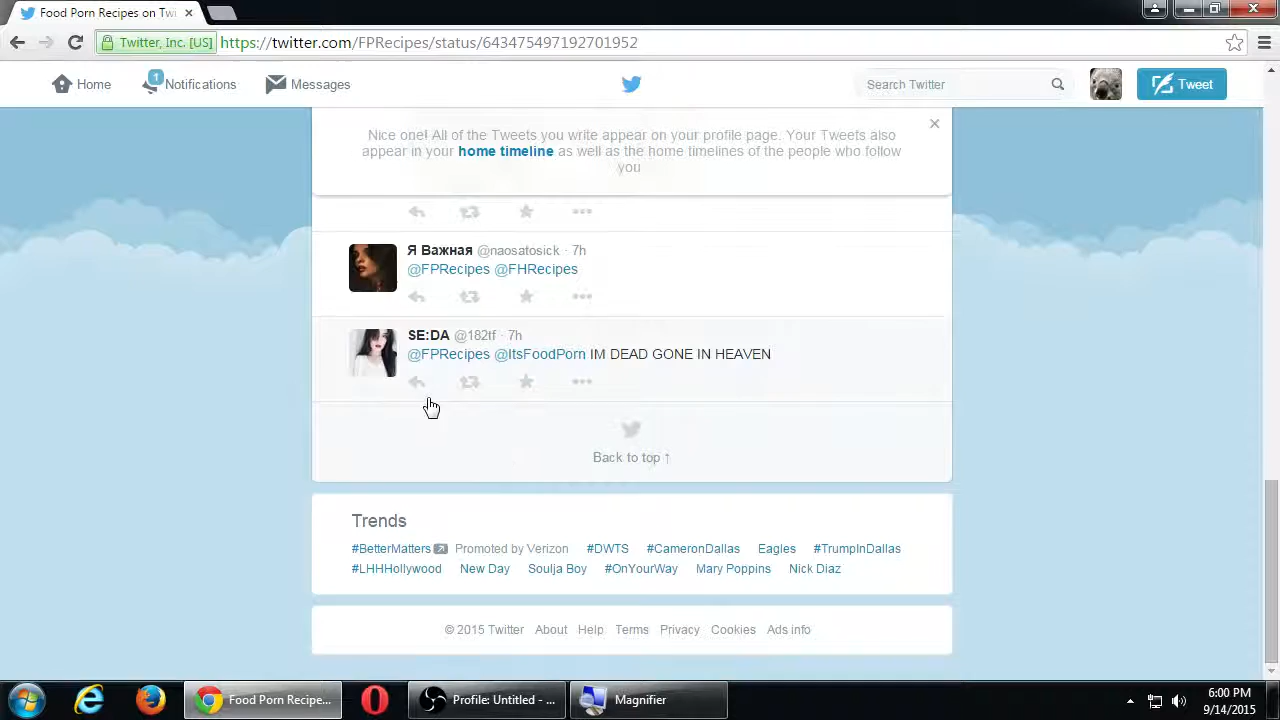 Food Porn Recipes on Twi
Twitter, Inc. [US]
https://twitter.com/FPRecipes/status/643475497192701952
Home
1
Notifications
Messages
Search Twitter
Tweet
Nice one! All of the Tweets you write appear on your profile page. Your Tweets also
appear in your home timeline as well as the home timelines of the people who follow
you
Я Важная @naosatosick · 7h
@FPRecipes @FHRecipes
SE:DA @182tf · 7h
@FPRecipes @ItsFoodPorn IM DEAD GONE IN HEAVEN
Back to top ↑
Trends
#BetterMatters Promoted by Verizon #DWTS #CameronDallas Eagles #TrumpInDallas
#LHHHollywood New Day Soulja Boy #OnYourWay Mary Poppins Nick Diaz
© 2015 Twitter About Help Terms Privacy Cookies Ads info
Food Porn Recipe...
Profile: Untitled - ...
Magnifier
6:00 PM
9/14/2015